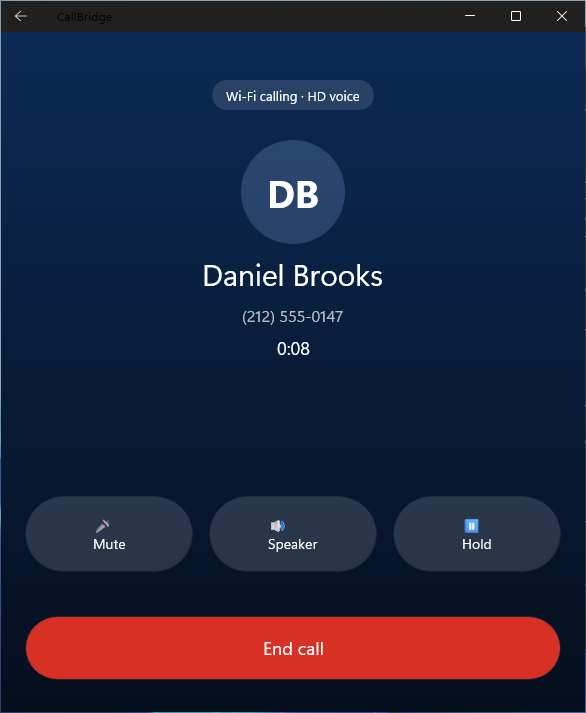 CallBridge
Wi-Fi calling · HD voice
DB
Daniel Brooks
(212) 555-0147
0:08
Mute
Speaker
Hold
End call